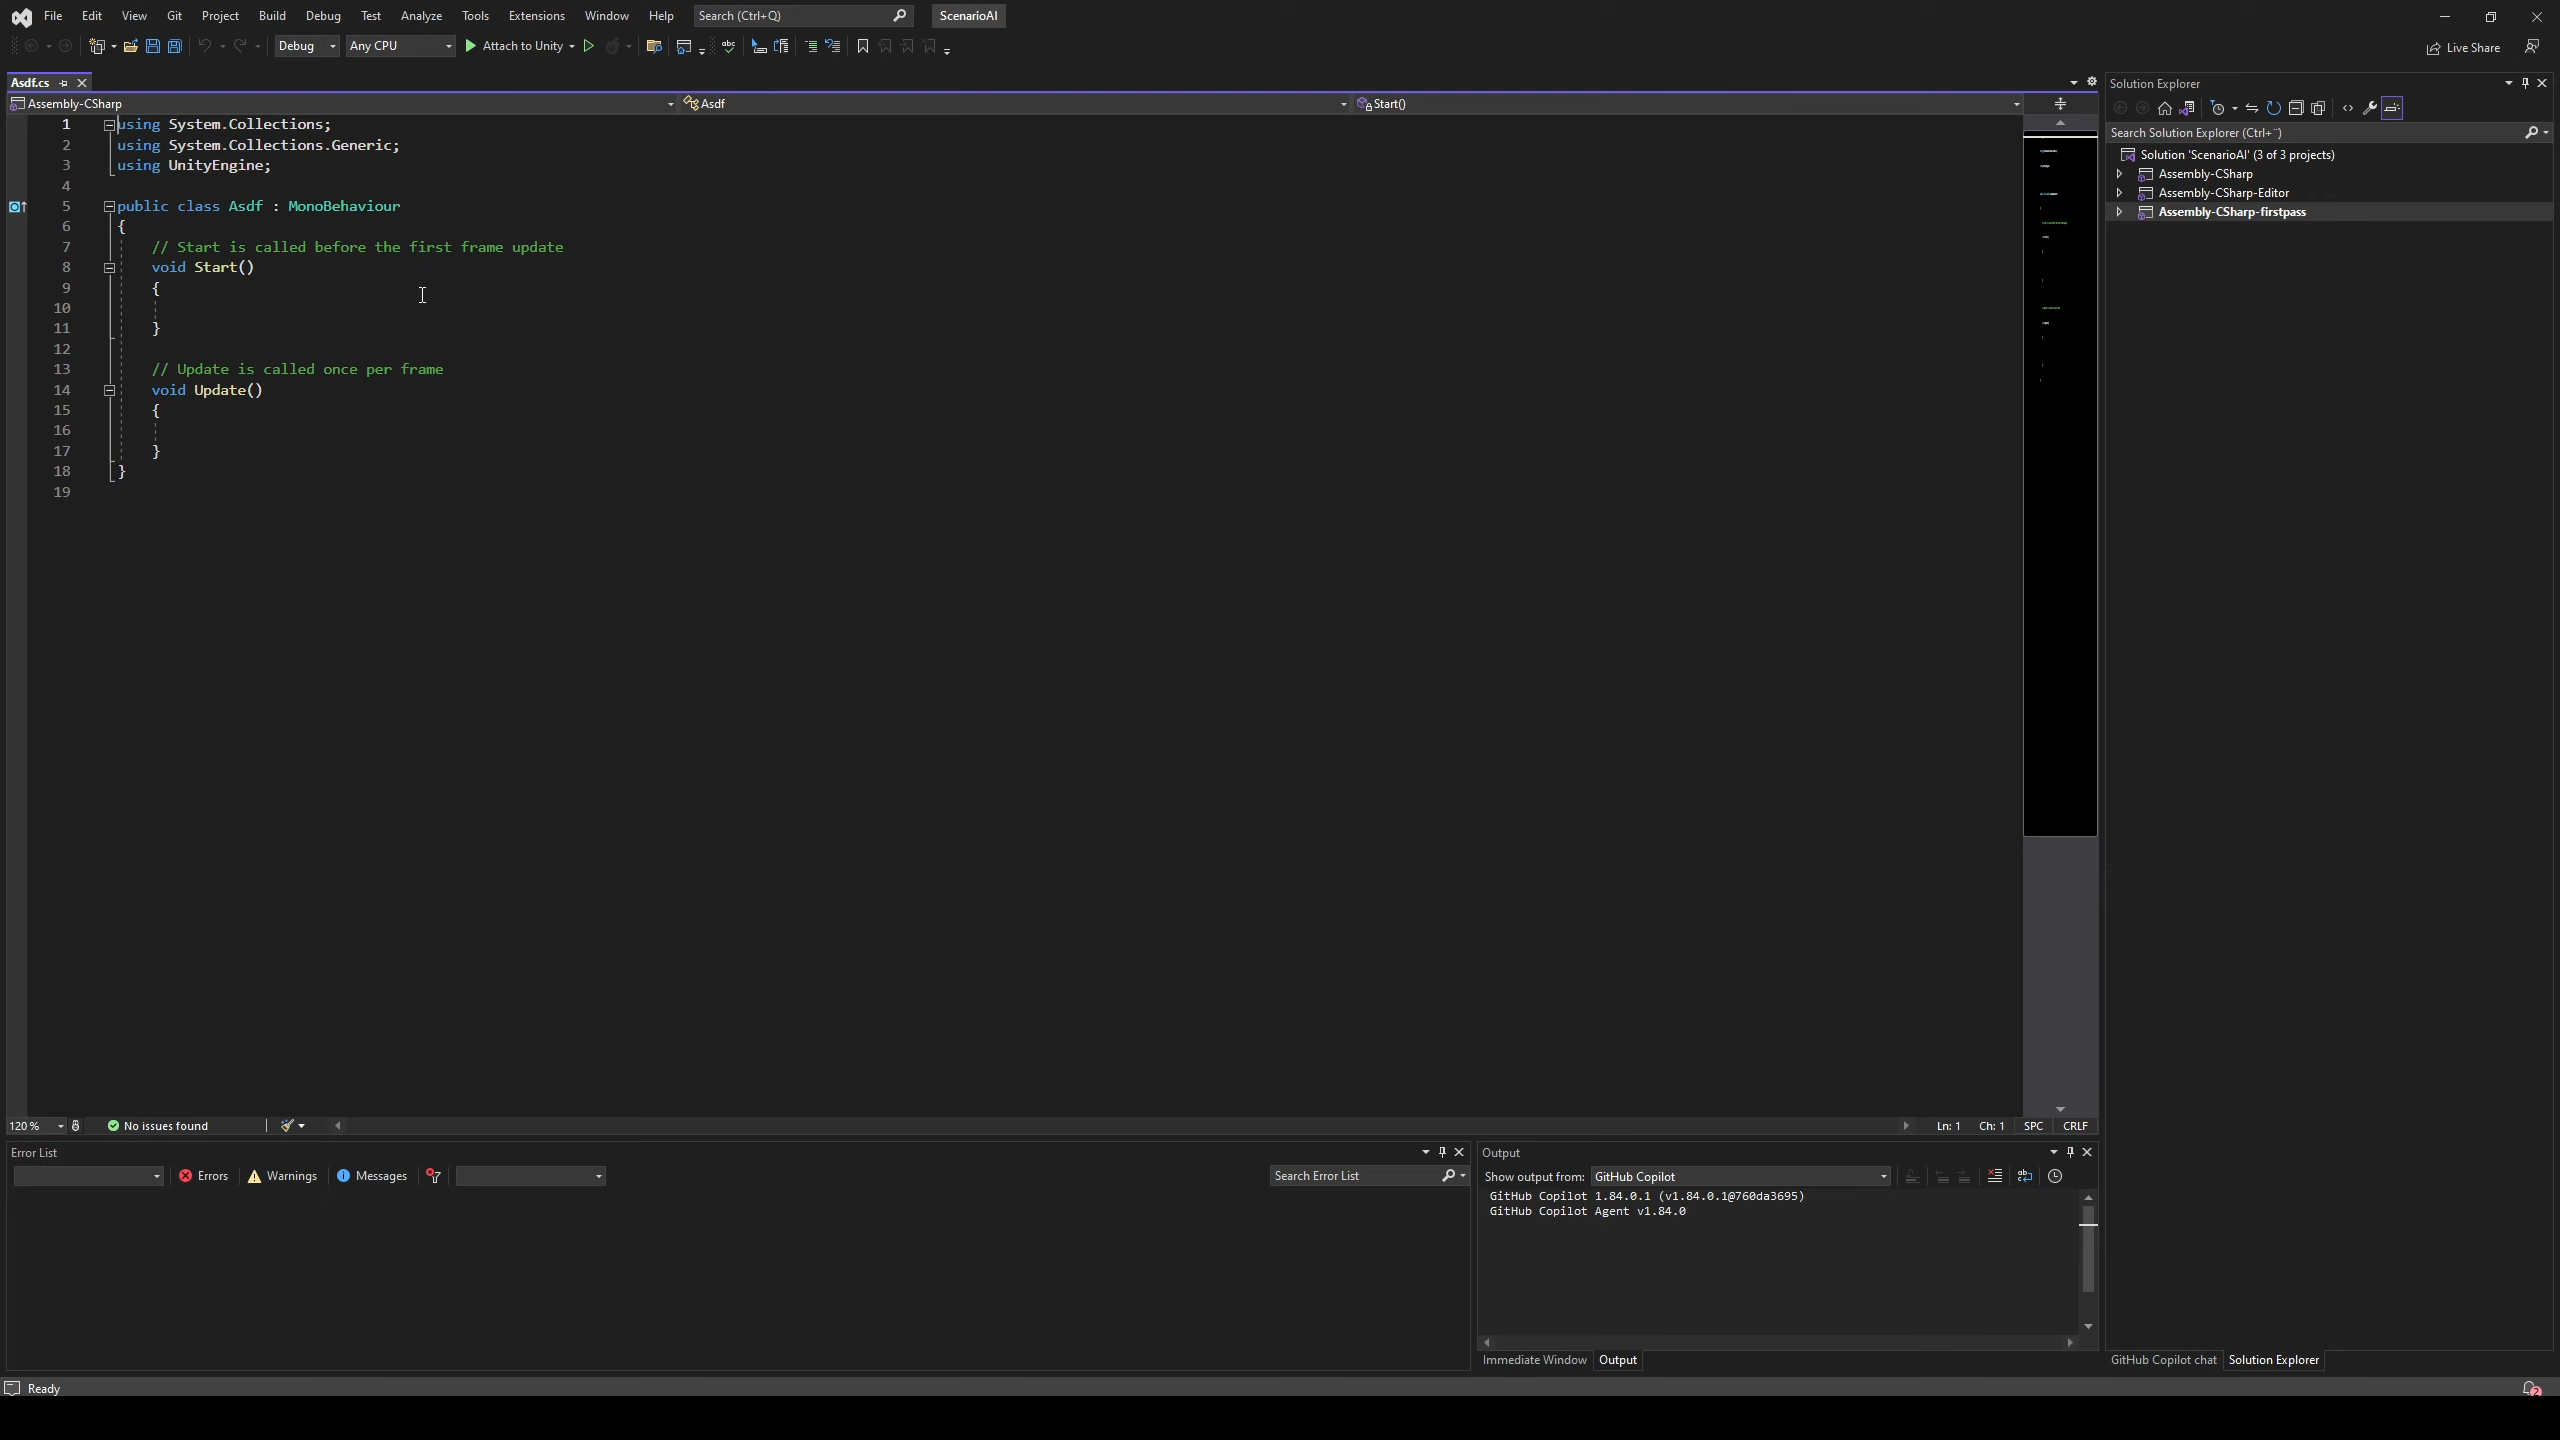 File Edit View Git Project Build Debug Test Analyze Tools Extensions Window Help Search (Ctrl+Q) ScenarioAI
Debug Any CPU Attach to Unity Live Share
Asdf.cs
Assembly-CSharp Asdf Start()
1 using System.Collections;
2 using System.Collections.Generic;
3 using UnityEngine;
4
5 public class Asdf : MonoBehaviour
6 {
7 // Start is called before the first frame update
8 void Start()
9 {
10
11 }
12
13 // Update is called once per frame
14 void Update()
15 {
16
17 }
18 }
19
120 % No issues found Ln: 1 Ch: 1 SPC CRLF
Error List
Errors Warnings Messages Search Error List
Output
Show output from: GitHub Copilot
GitHub Copilot 1.84.0.1 (v1.84.0.1@760da3695)
GitHub Copilot Agent v1.84.0
Immediate Window Output
Solution Explorer
Search Solution Explorer (Ctrl+¨)
Solution 'ScenarioAI' (3 of 3 projects)
Assembly-CSharp
Assembly-CSharp-Editor
Assembly-CSharp-firstpass
GitHub Copilot chat Solution Explorer
Ready 2